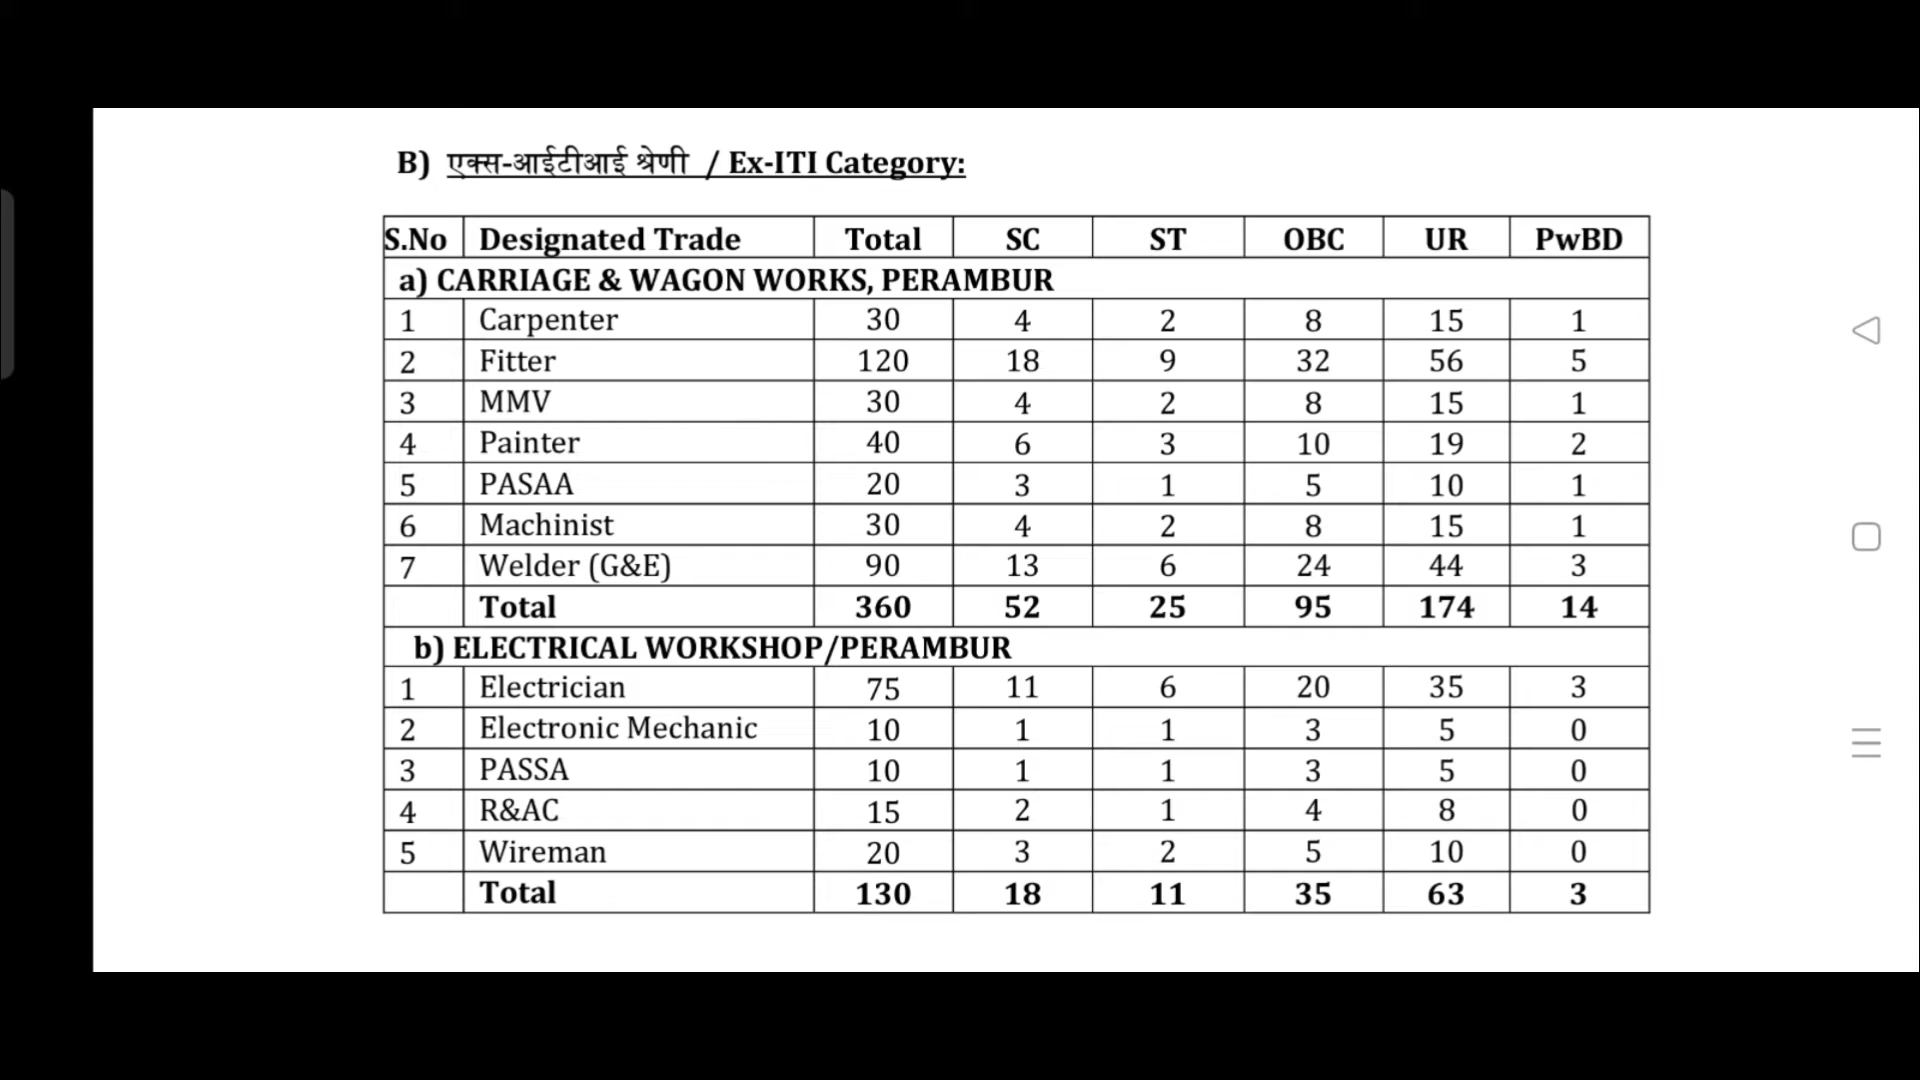 B) एक्स-आईटीआई श्रेणी / Ex-ITI Category:
S.No Designated Trade Total SC ST OBC UR PwBD
a) CARRIAGE & WAGON WORKS, PERAMBUR
1 Carpenter 30 4 2 8 15 1
2 Fitter 120 18 9 32 56 5
3 MMV 30 4 2 8 15 1
4 Painter 40 6 3 10 19 2
5 PASAA 20 3 1 5 10 1
6 Machinist 30 4 2 8 15 1
7 Welder (G&E) 90 13 6 24 44 3
Total 360 52 25 95 174 14
b) ELECTRICAL WORKSHOP/PERAMBUR
1 Electrician 75 11 6 20 35 3
2 Electronic Mechanic 10 1 1 3 5 0
3 PASSA 10 1 1 3 5 0
4 R&AC 15 2 1 4 8 0
5 Wireman 20 3 2 5 10 0
Total 130 18 11 35 63 3